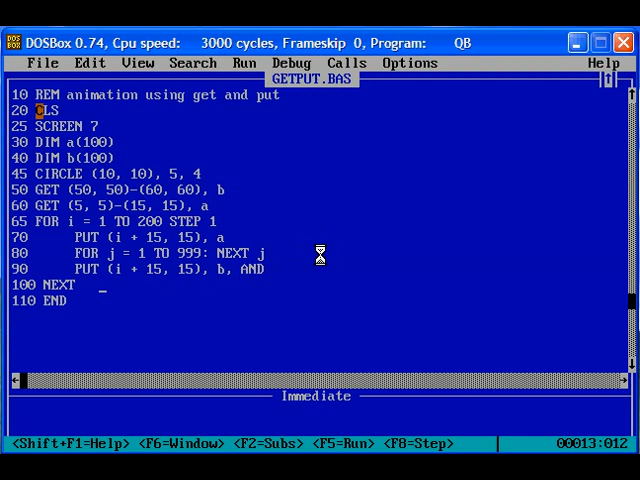 DOSBox 0.74, Cpu speed: 3000 cycles, Frameskip 0, Program: QB
File Edit View Search Run Debug Calls Options Help
GETPUT.BAS
10 REM animation using get and put
20 CLS
25 SCREEN 7
30 DIM a(100)
40 DIM b(100)
45 CIRCLE (10, 10), 5, 4
50 GET (50, 50)-(60, 60), b
60 GET (5, 5)-(15, 15), a
65 FOR i = 1 TO 200 STEP 1
70 PUT (i + 15, 15), a
80 FOR j = 1 TO 999: NEXT j
90 PUT (i + 15, 15), b, AND
100 NEXT _
110 END
Immediate
<Shift+F1=Help> <F6=Window> <F2=Subs> <F5=Run> <F8=Step> 00013:012